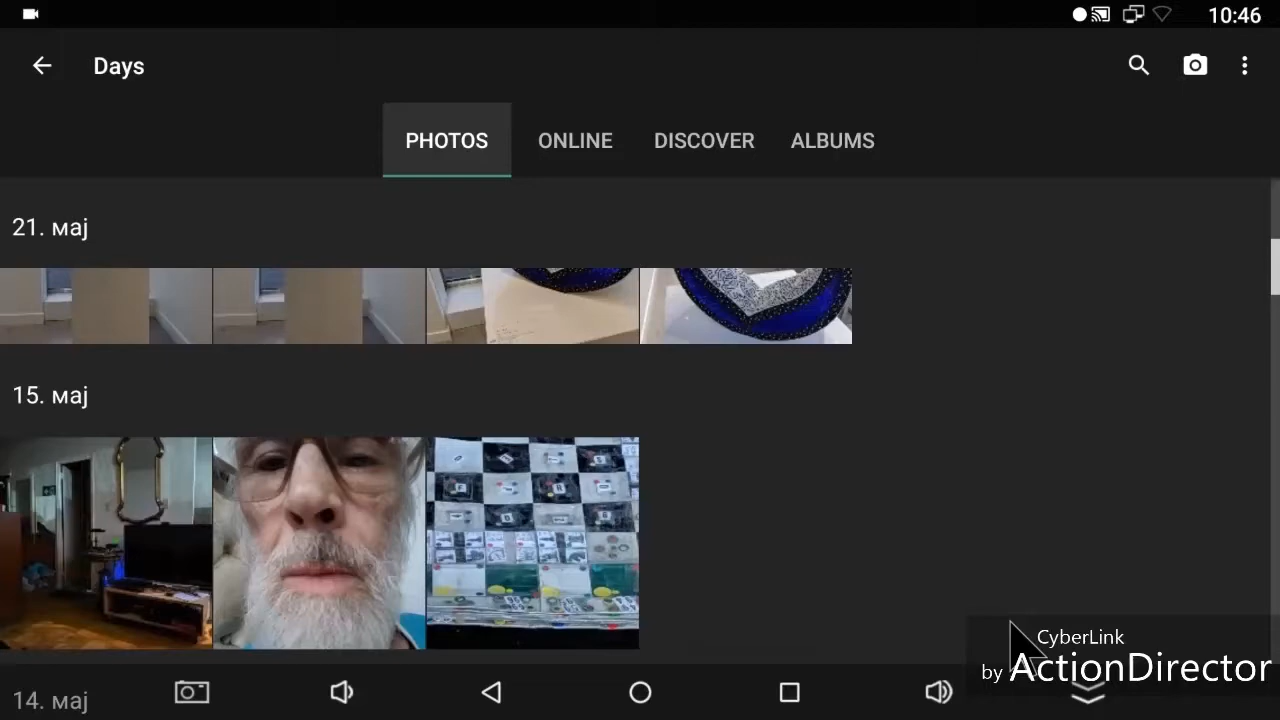 10:46
Days
PHOTOS ONLINE DISCOVER ALBUMS
21. мај
15. мај
14. мај
CyberLink
by ActionDirector